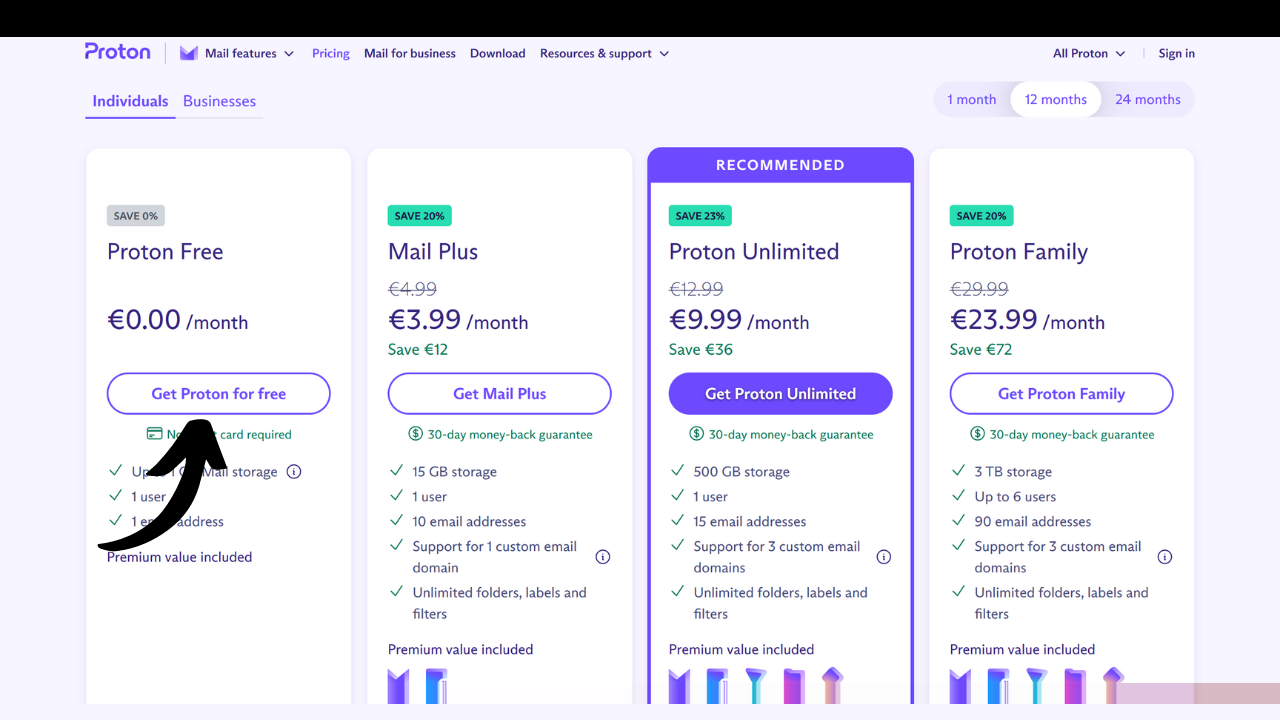 Proton
Mail features
Pricing
Mail for business
Download
Resources & support
All Proton
Sign in
Individuals
Businesses
1 month
12 months
24 months
SAVE 0%
Proton Free
€0.00 /month
Get Proton for free
card required
storage
1 user
1 address
Premium value included
SAVE 20%
Mail Plus
€4.99
€3.99 /month
Save €12
Get Mail Plus
30-day money-back guarantee
15 GB storage
1 user
10 email addresses
Support for 1 custom email
domain
Unlimited folders, labels and
filters
Premium value included
RECOMMENDED
SAVE 23%
Proton Unlimited
€12.99
€9.99 /month
Save €36
Get Proton Unlimited
30-day money-back guarantee
500 GB storage
1 user
15 email addresses
Support for 3 custom email
domains
Unlimited folders, labels and
filters
Premium value included
SAVE 20%
Proton Family
€29.99
€23.99 /month
Save €72
Get Proton Family
30-day money-back guarantee
3 TB storage
Up to 6 users
90 email addresses
Support for 3 custom email
domains
Unlimited folders, labels and
filters
Premium value included